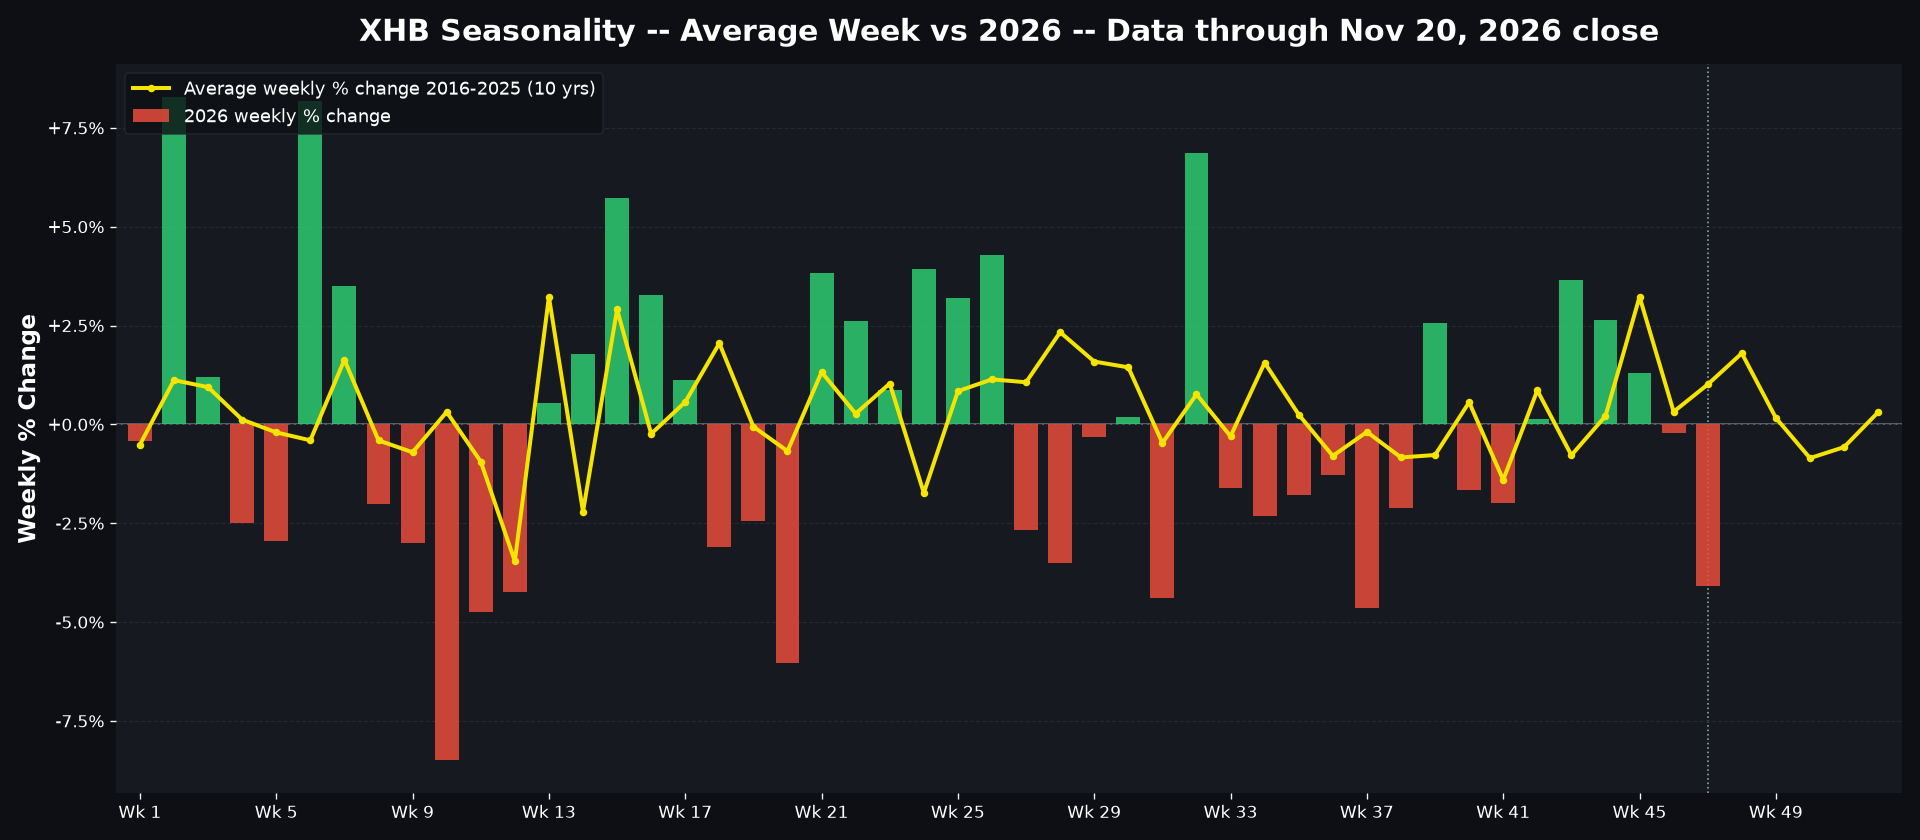 XHB Seasonality -- Average Week vs 2026 -- Data through Nov 20, 2026 close
Average weekly % change 2016-2025 (10 yrs)
2026 weekly % change
Weekly % Change
+7.5%
+5.0%
+2.5%
+0.0%
-2.5%
-5.0%
-7.5%
Wk 1 Wk 5 Wk 9 Wk 13 Wk 17 Wk 21 Wk 25 Wk 29 Wk 33 Wk 37 Wk 41 Wk 45 Wk 49